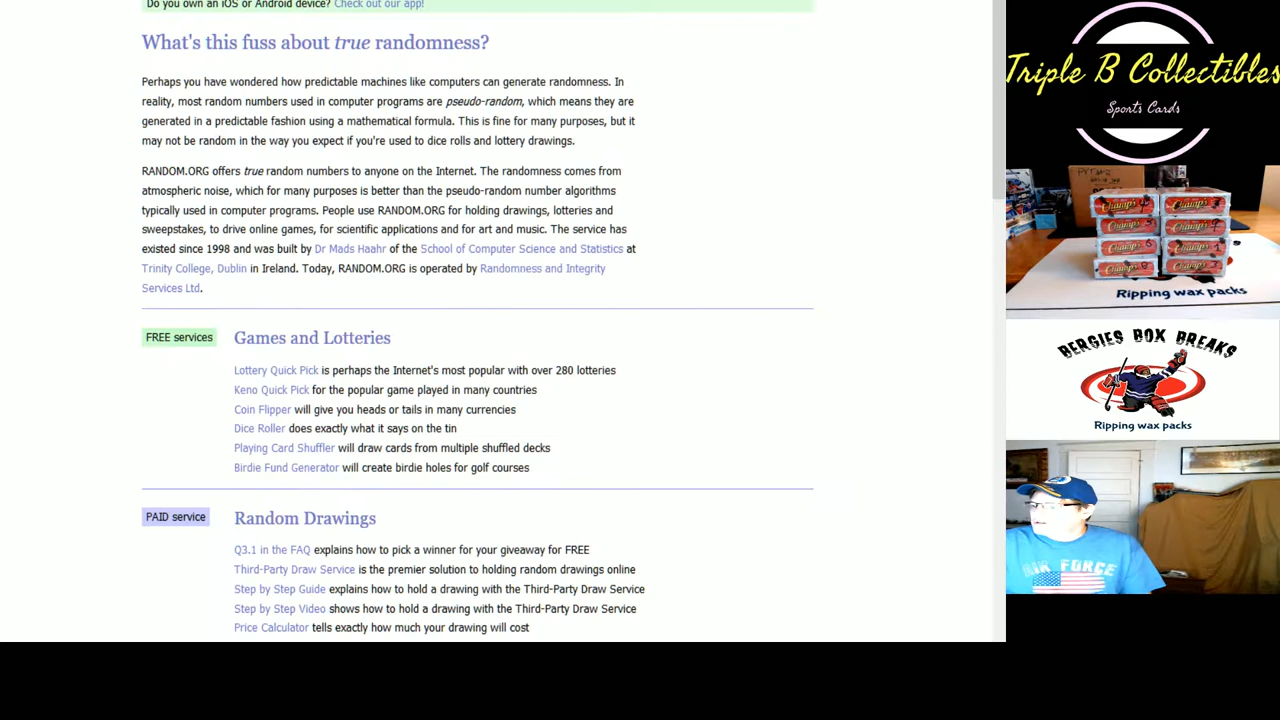 Do you own an iOS or Android device? Check out our app!
What's this fuss about true randomness?
Perhaps you have wondered how predictable machines like computers can generate randomness. In
reality, most random numbers used in computer programs are pseudo-random, which means they are
generated in a predictable fashion using a mathematical formula. This is fine for many purposes, but it
may not be random in the way you expect if you're used to dice rolls and lottery drawings.
RANDOM.ORG offers true random numbers to anyone on the Internet. The randomness comes from
atmospheric noise, which for many purposes is better than the pseudo-random number algorithms
typically used in computer programs. People use RANDOM.ORG for holding drawings, lotteries and
sweepstakes, to drive online games, for scientific applications and for art and music. The service has
existed since 1998 and was built by Dr Mads Haahr of the School of Computer Science and Statistics at
Trinity College, Dublin in Ireland. Today, RANDOM.ORG is operated by Randomness and Integrity
Services Ltd.
FREE services
Games and Lotteries
Lottery Quick Pick is perhaps the Internet's most popular with over 280 lotteries
Keno Quick Pick for the popular game played in many countries
Coin Flipper will give you heads or tails in many currencies
Dice Roller does exactly what it says on the tin
Playing Card Shuffler will draw cards from multiple shuffled decks
Birdie Fund Generator will create birdie holes for golf courses
PAID service
Random Drawings
Q3.1 in the FAQ explains how to pick a winner for your giveaway for FREE
Third-Party Draw Service is the premier solution to holding random drawings online
Step by Step Guide explains how to hold a drawing with the Third-Party Draw Service
Step by Step Video shows how to hold a drawing with the Third-Party Draw Service
Price Calculator tells exactly how much your drawing will cost
Triple B Collectibles
Sports Cards
Champs Champs
Champs Champs
Champs Champs
Champs Champs
Ripping wax packs
BERGIES BOX BREAKS
Ripping wax packs
AIR FORCE